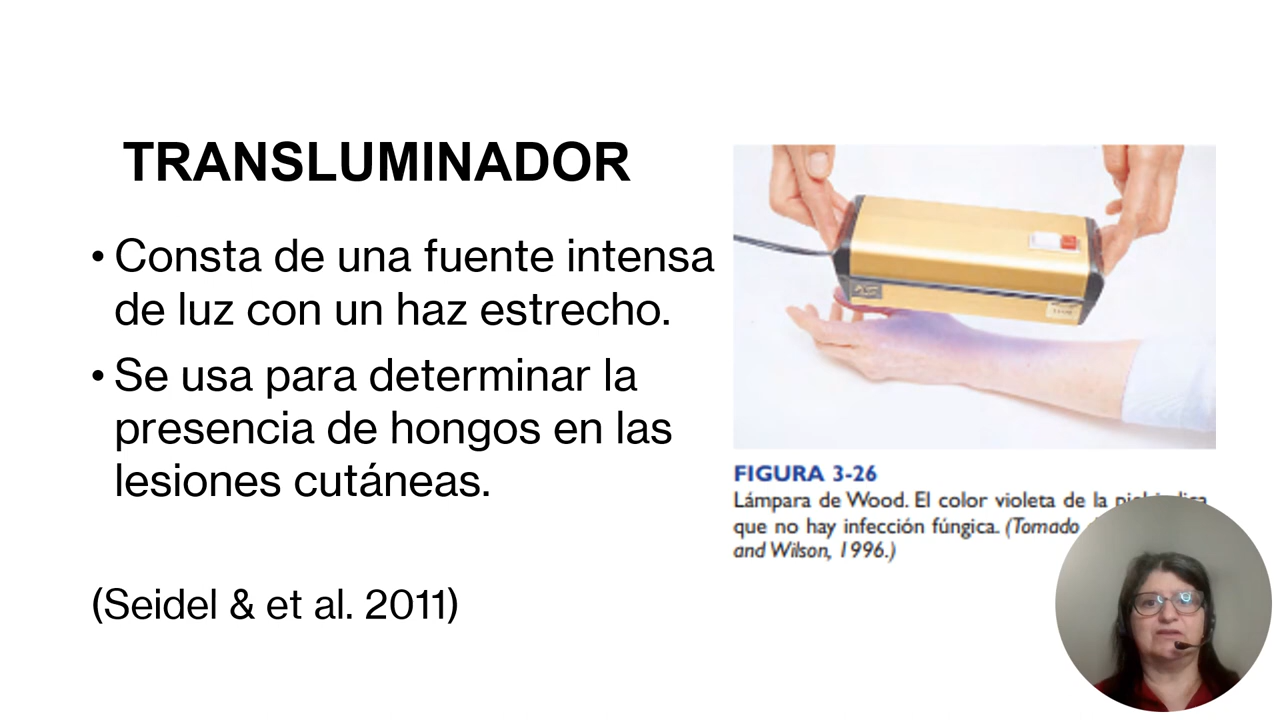 TRANSLUMINADOR
• Consta de una fuente intensa
de luz con un haz estrecho.
• Se usa para determinar la
presencia de hongos en las
lesiones cutáneas.
(Seidel & et al. 2011)
FIGURA 3-26
Lámpara de Wood. El color violeta de la
que no hay infección fúngica. (Tomado
and Wilson, 1996.)